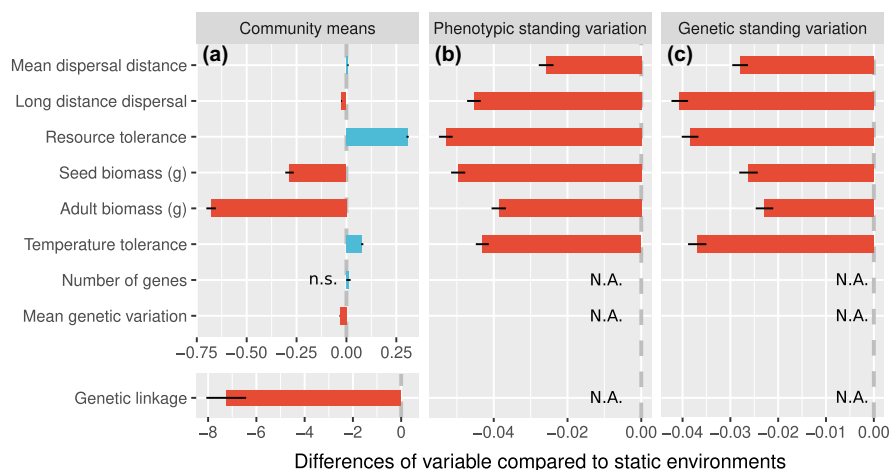 Community means
Phenotypic standing variation
Genetic standing variation
(a)
(b)
(c)
Mean dispersal distance
Long distance dispersal
Resource tolerance
Seed biomass (g)
Adult biomass (g)
Temperature tolerance
Number of genes
n.s.
N.A.
N.A.
Mean genetic variation
N.A.
N.A.
−0.75 −0.50 −0.25 0.00 0.25
Genetic linkage
N.A.
N.A.
−8 −6 −4 −2 0
−0.04 −0.02 0.00
−0.04 −0.03 −0.02 −0.01 0.00
Differences of variable compared to static environments